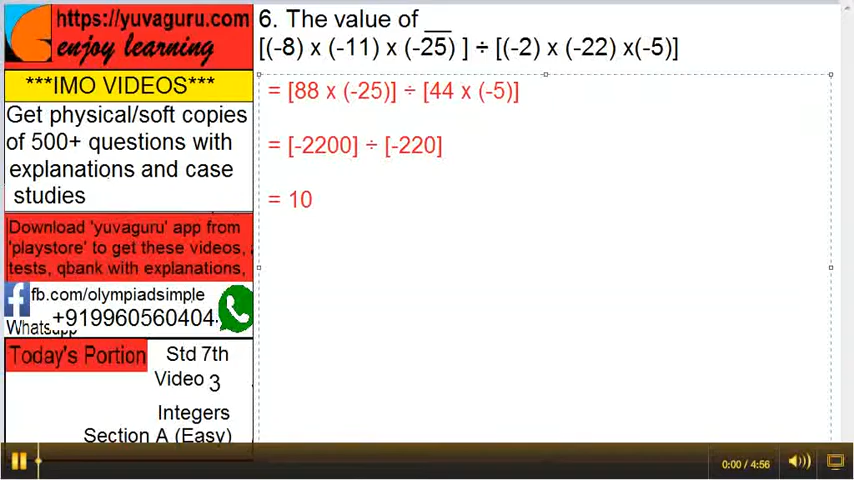 https://yuvaguru.com
enjoy learning
***IMO VIDEOS***
Get physical/soft copies
of 500+ questions with
explanations and case
studies
Download 'yuvaguru' app from
'playstore' to get these videos,
tests, qbank with explanations,
fb.com/olympiadsimple
+919960560404
Whatsapp
Today's Portion
Std 7th
Video 3
Integers
Section A (Easy)
6. The value of
[(-8) x (-11) x (-25) ] ÷ [(-2) x (-22) x(-5)]
= [88 x (-25)] ÷ [44 x (-5)]
= [-2200] ÷ [-220]
= 10
0:00 / 4:56